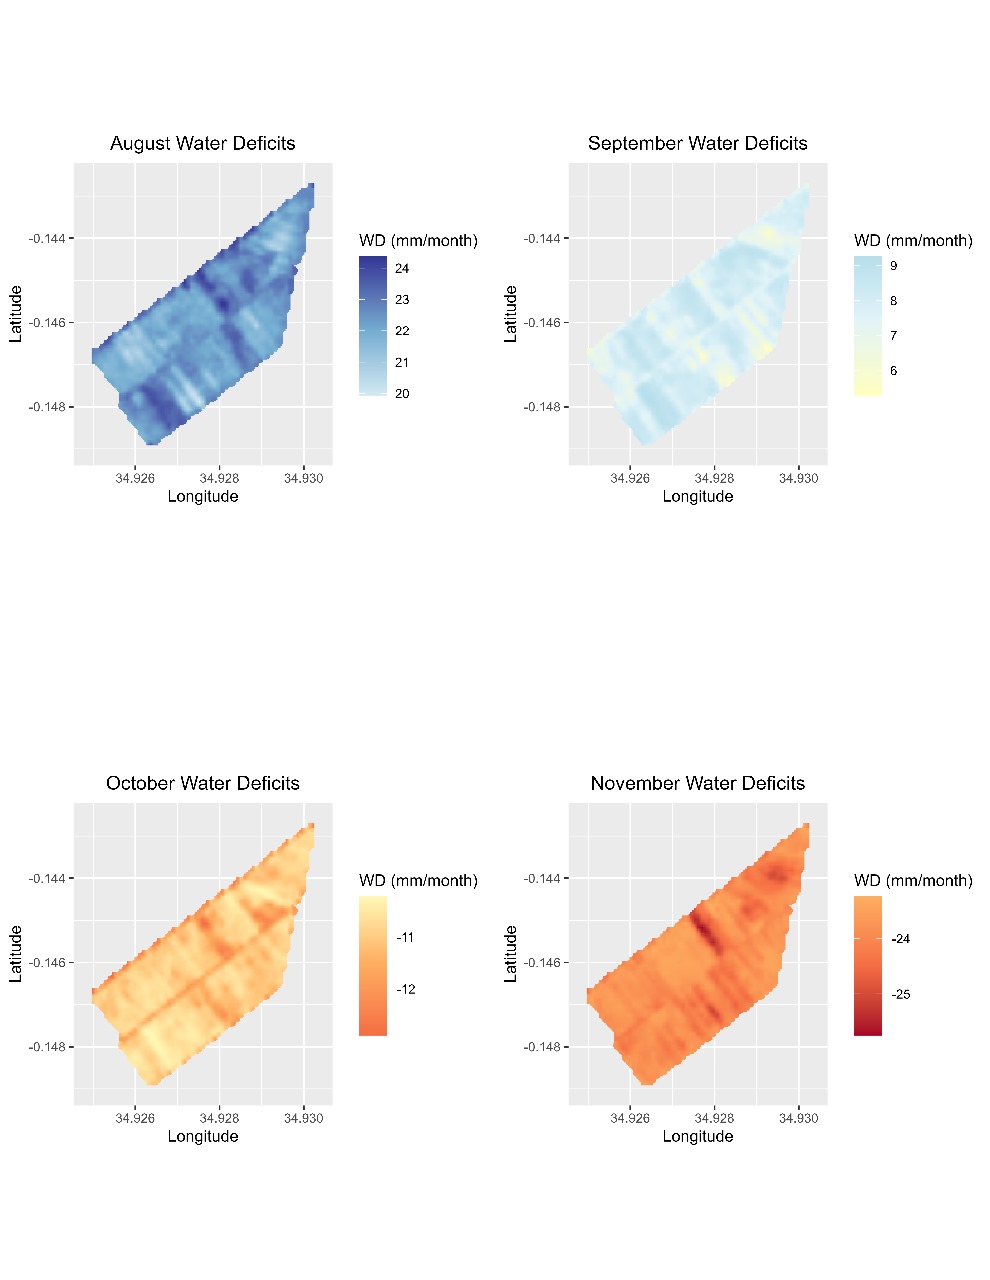 August Water Deficits
Latitude
-0.144
-0.146
-0.148
34.926 34.928 34.930
Longitude
WD (mm/month)
24
23
22
21
20
September Water Deficits
Latitude
-0.144
-0.146
-0.148
34.926 34.928 34.930
Longitude
WD (mm/month)
9
8
7
6
October Water Deficits
Latitude
-0.144
-0.146
-0.148
34.926 34.928 34.930
Longitude
WD (mm/month)
-11
-12
November Water Deficits
Latitude
-0.144
-0.146
-0.148
34.926 34.928 34.930
Longitude
WD (mm/month)
-24
-25